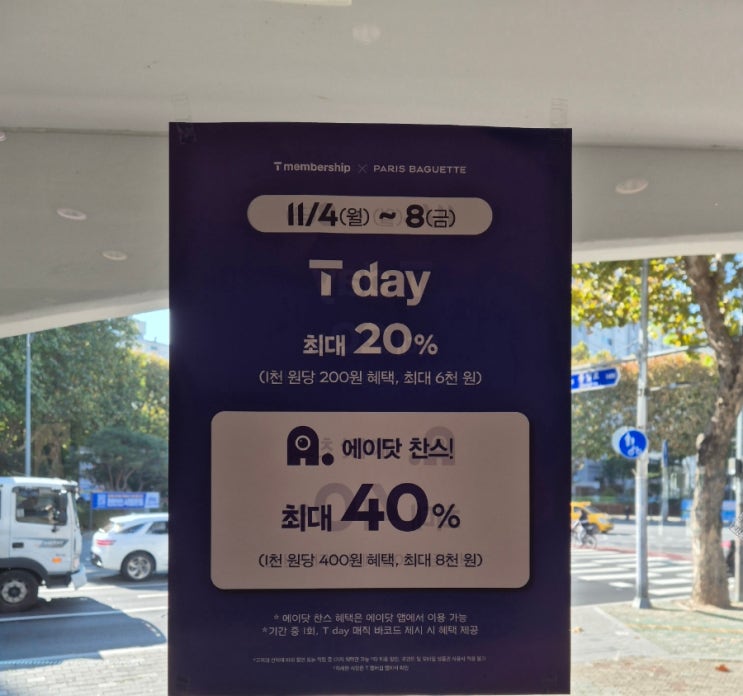 T membership × PARIS BAGUETTE
11/4(월) ~ 8(금)
T day
최대 20%
(1천 원당 200원 혜택, 최대 6천 원)
A. 에이닷 찬스!
최대 40%
(1천 원당 400원 혜택, 최대 8천 원)
* 에이닷 찬스 혜택은 에이닷 앱에서 이용 가능
*기간 중 1회, T day 매직 바코드 제시 시 혜택 제공